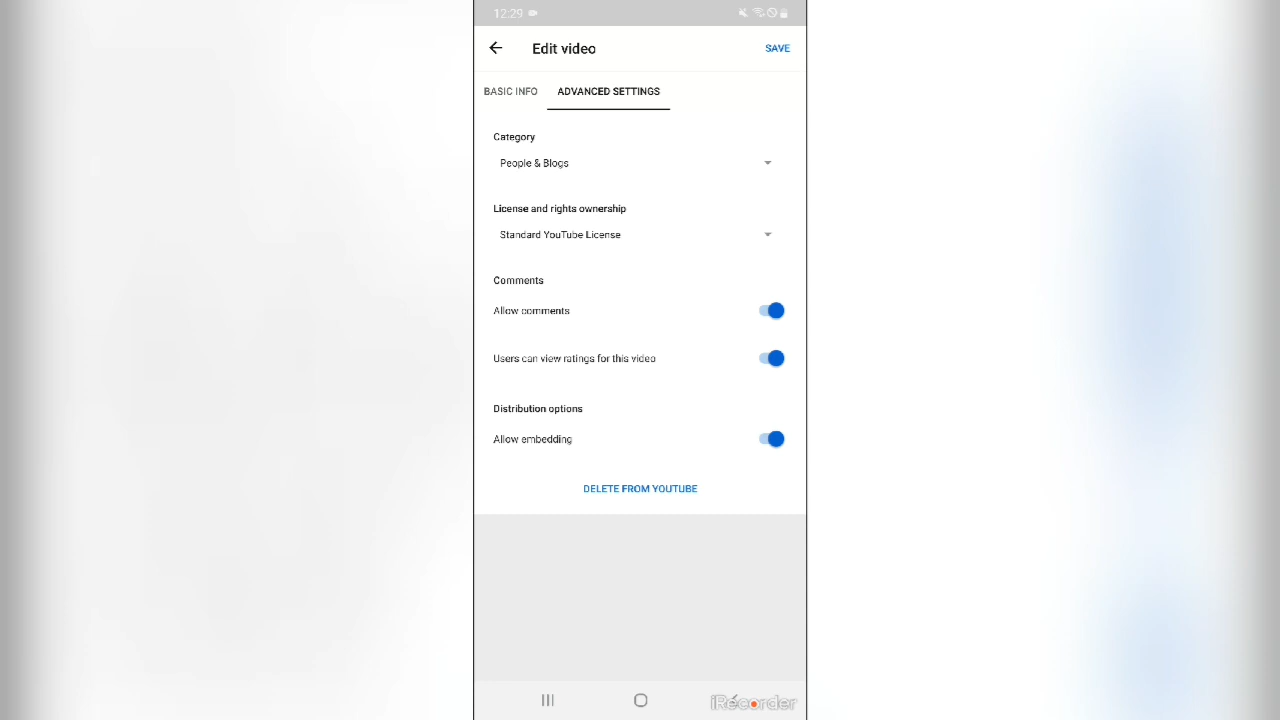 12:29
Edit video
SAVE
BASIC INFO
ADVANCED SETTINGS
Category
People & Blogs
License and rights ownership
Standard YouTube License
Comments
Allow comments
Users can view ratings for this video
Distribution options
Allow embedding
DELETE FROM YOUTUBE
iRecorder